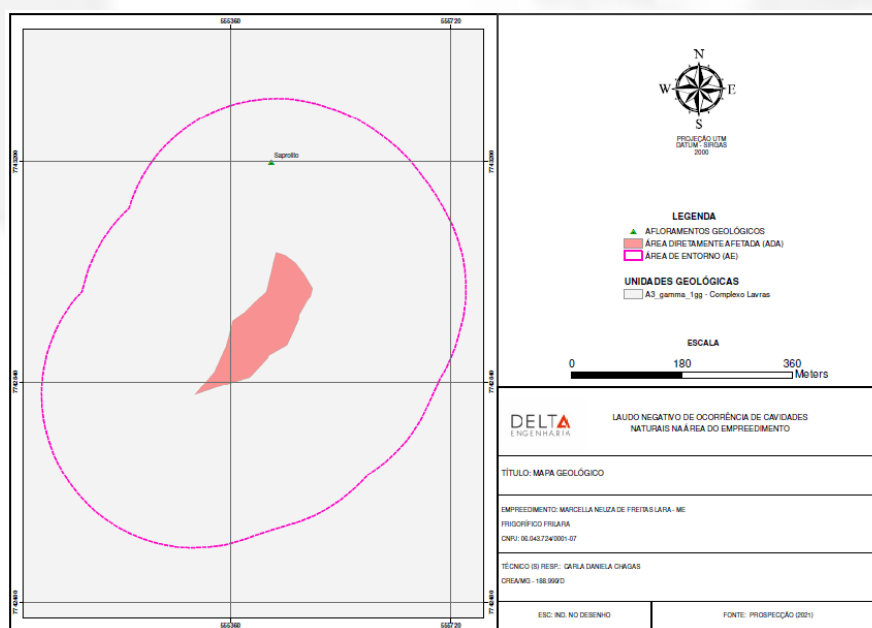 555360
555720
7743200
7743200
Saprolito
7742840
7742840
555360
555720
N
W
E
S
PROJEÇÃO UTM
DATUM - SIRGAS
2000
LEGENDA
AFLORAMENTOS GEOLÓGICOS
ÁREA DIRETAMENTE AFETADA (ADA)
ÁREA DE ENTORNO (AE)
UNIDADES GEOLÓGICAS
A3_gamma_1gg - Complexo Lavras
ESCALA
0 180 360
Meters
DELTA
ENGENHARIA
LAUDO NEGATIVO DE OCORRÊNCIA DE CAVIDADES
NATURAIS NA ÁREA DO EMPREEDIMENTO
TÍTULO: MAPA GEOLÓGICO
EMPREEDIMENTO: MARCELLA NEUZA DE FREITAS LARA - ME
FRIGORÍFICO FRILARA
CNPJ: 06.043.724/0001-07
TÉCNICO (S) RESP.: CARLA DANIELA CHAGAS
CREA/MG - 188.999/D
ESC: IND. NO DESENHO
FONTE: PROSPECÇÃO (2021)